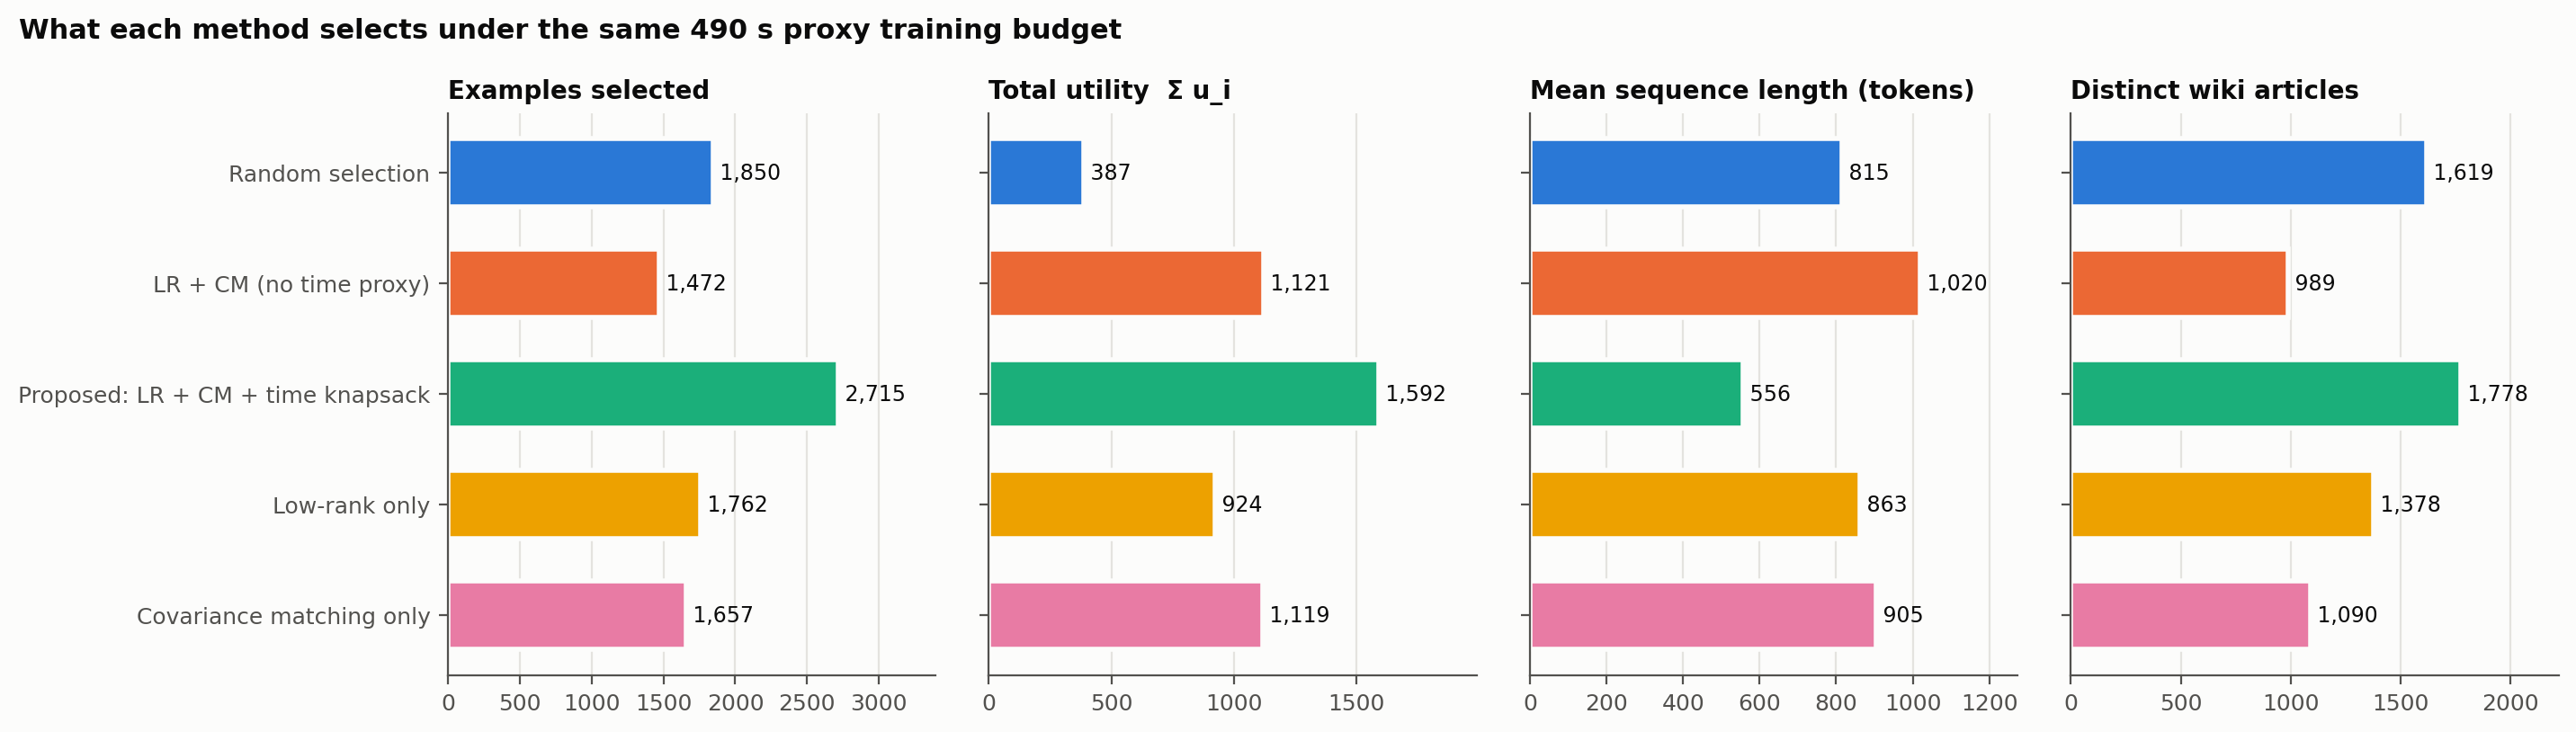 What each method selects under the same 490 s proxy training budget
Examples selected
Random selection
LR + CM (no time proxy)
Proposed: LR + CM + time knapsack
Low-rank only
Covariance matching only
1,850
1,472
2,715
1,762
1,657
0 500 1000 1500 2000 2500 3000
Total utility Σ u_i
387
1,121
1,592
924
1,119
0 500 1000 1500
Mean sequence length (tokens)
815
1,020
556
863
905
0 200 400 600 800 1000 1200
Distinct wiki articles
1,619
989
1,778
1,378
1,090
0 500 1000 1500 2000